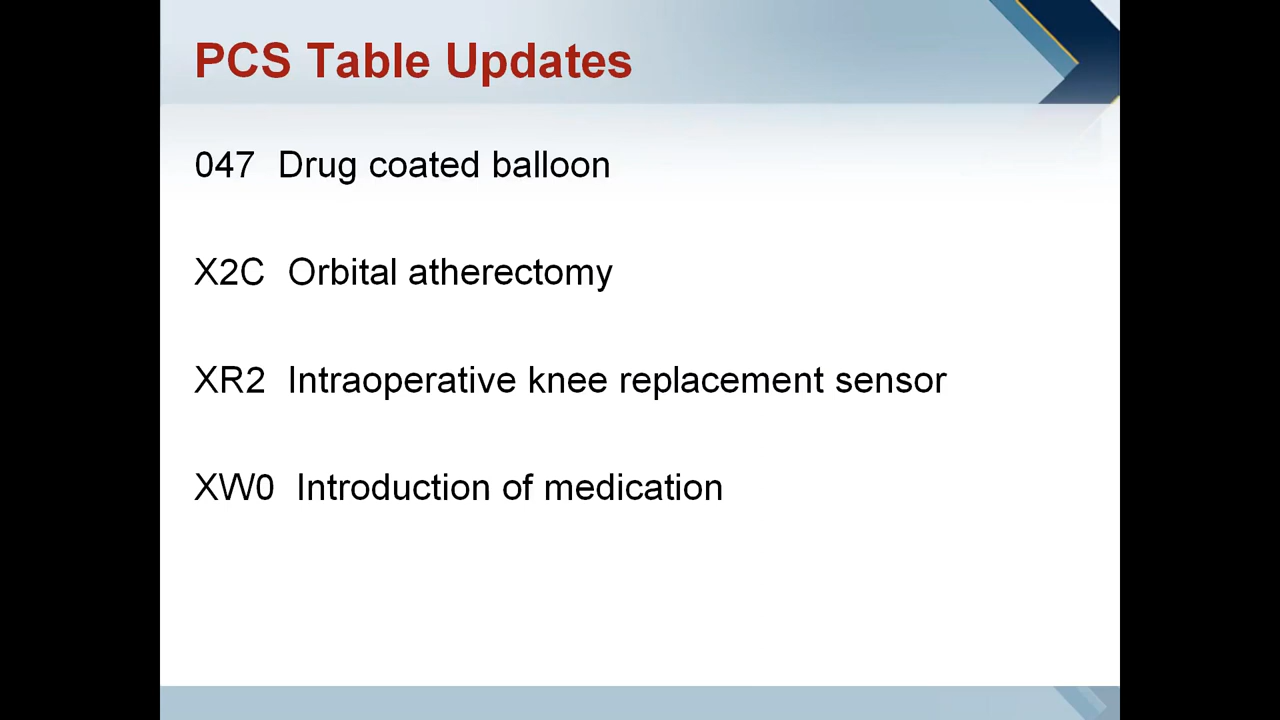 PCS Table Updates
047 Drug coated balloon
X2C Orbital atherectomy
XR2 Intraoperative knee replacement sensor
XW0 Introduction of medication